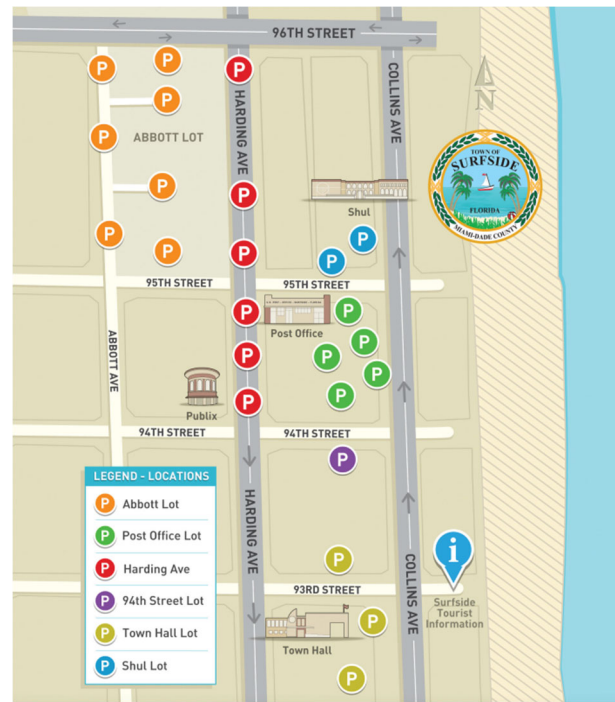 96TH STREET
P
P
P
P
P
HARDING AVE
COLLINS AVE
N
ABBOTT LOT
P
TOWN OF
SURFSIDE
FLORIDA
MIAMI-DADE COUNTY
P
P
Shul
P
P
P
P
P
P
95TH STREET
95TH STREET
P
P
Post Office
P
P
P
ABBOTT AVE
P
P
P
Publix
94TH STREET
94TH STREET
P
LEGEND - LOCATIONS
P Abbott Lot
P Post Office Lot
P Harding Ave
P 94th Street Lot
P Town Hall Lot
P Shul Lot
HARDING AVE
COLLINS AVE
i
P
93RD STREET
Surfside
Tourist
Information
P
Town Hall
P